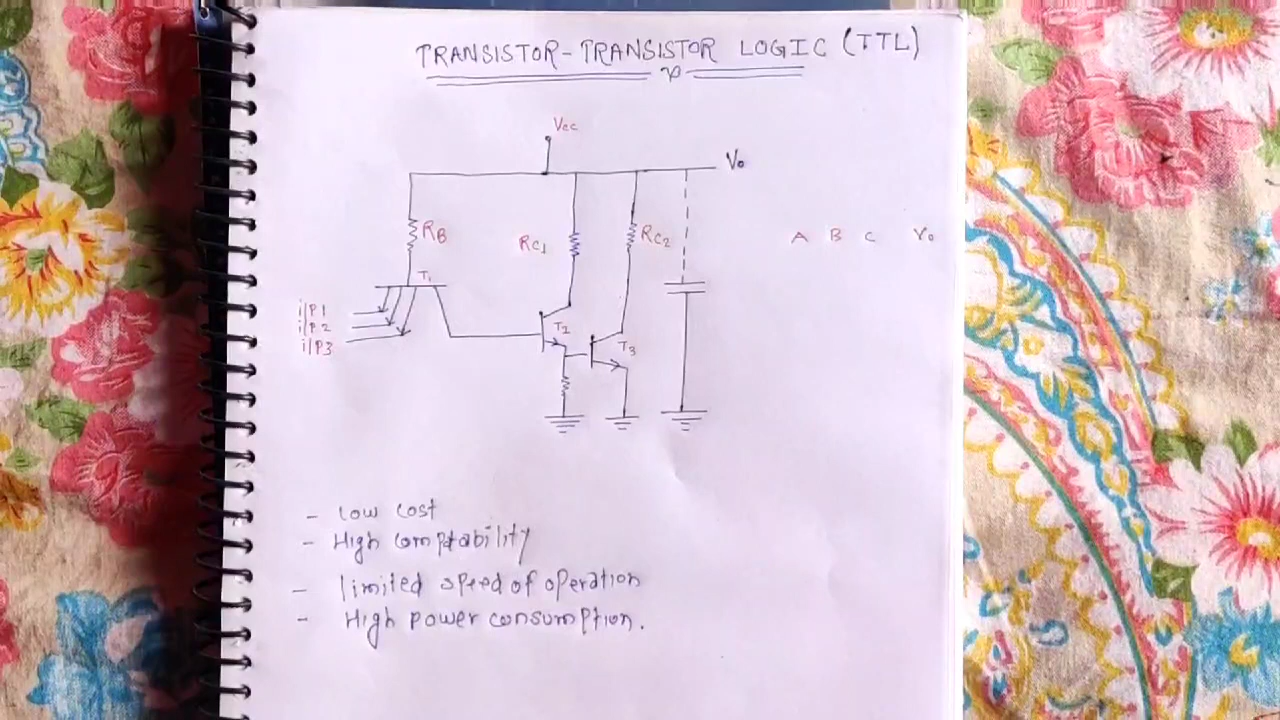 TRANSISTOR-TRANSISTOR LOGIC (TTL)
Vcc
Vo
RB
RC1
RC2
A B C Vo
T1
i/P1
i/P2
i/P3
T2
T3
- Low cost
- High comptability
- limited speed of operation
- High power consumption.